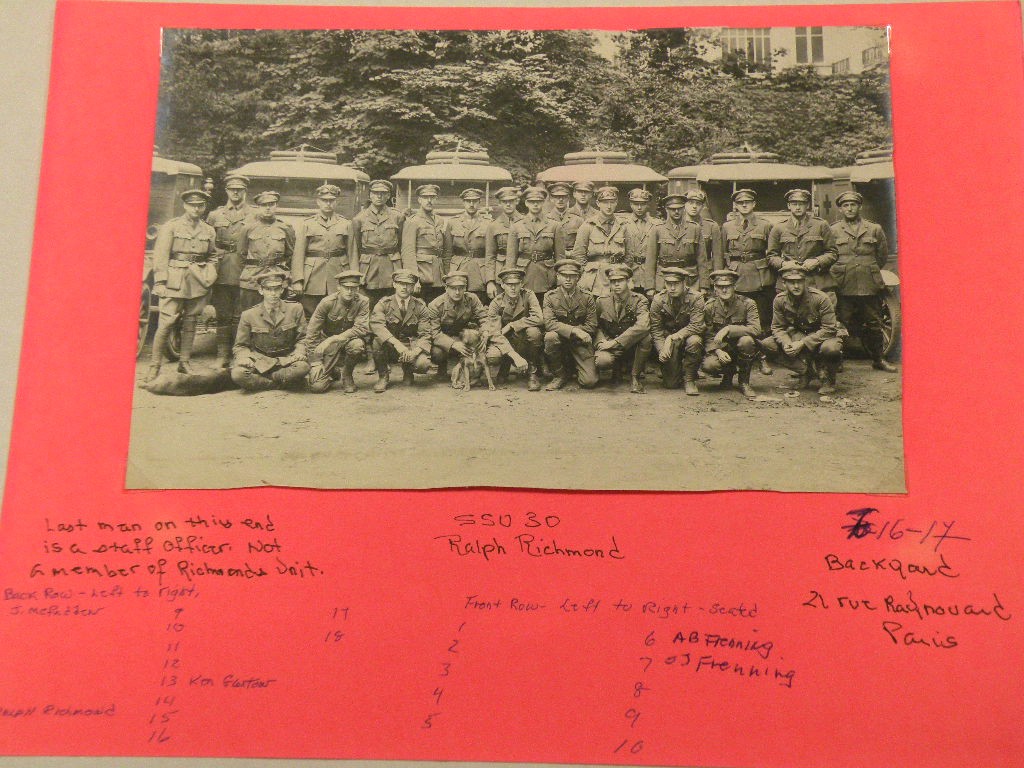 Last man on this end
is a staff officer. Not
a member of Richmonds Unit.
SSU 30
Ralph Richmond
7-16-17
Backyard
21 rue Raynouard
Paris
Back Row - Left to right,
J. McFadden
9
10
11
12
13 Ken
14
15
16
17
18
Ralph Richmond
Front Row - Left to Right - Seated
1
2
3
4
5
6 AB Frenning
7 OJ Frenning
8
9
10